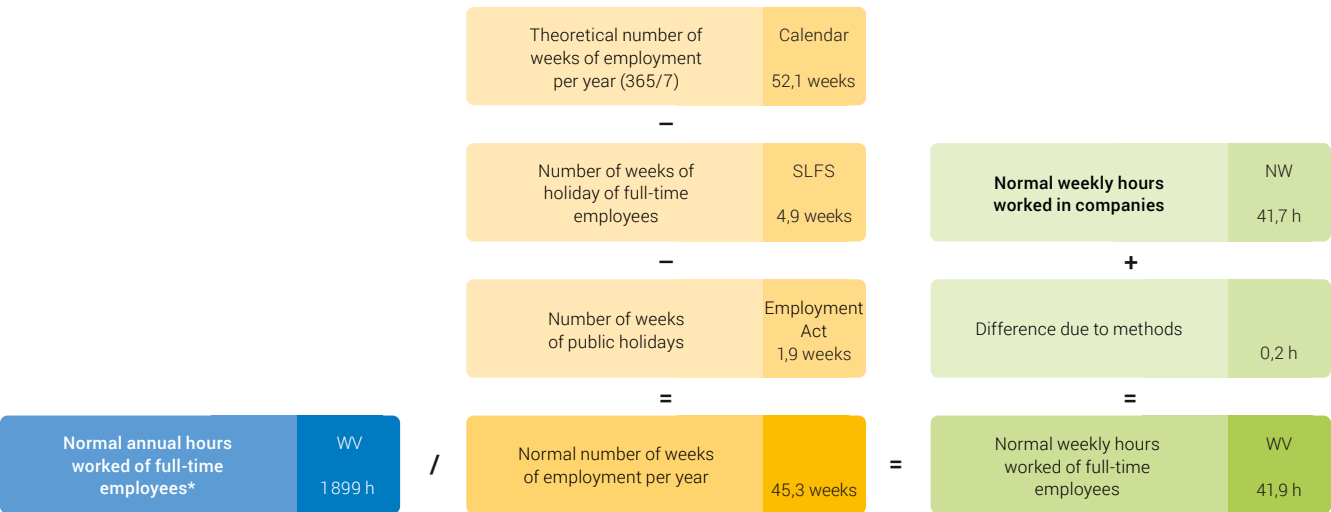 Theoretical number of
weeks of employment
per year (365/7)
Calendar
52,1 weeks
–
Number of weeks of
holiday of full-time
employees
SLFS
4,9 weeks
Normal weekly hours
worked in companies
NW
41,7 h
–
+
Number of weeks
of public holidays
Employment
Act
1,9 weeks
Difference due to methods
0,2 h
=
=
Normal annual hours
worked of full-time
employees*
WV
1 899 h
/
Normal number of weeks
of employment per year
45,3 weeks
=
Normal weekly hours
worked of full-time
employees
WV
41,9 h